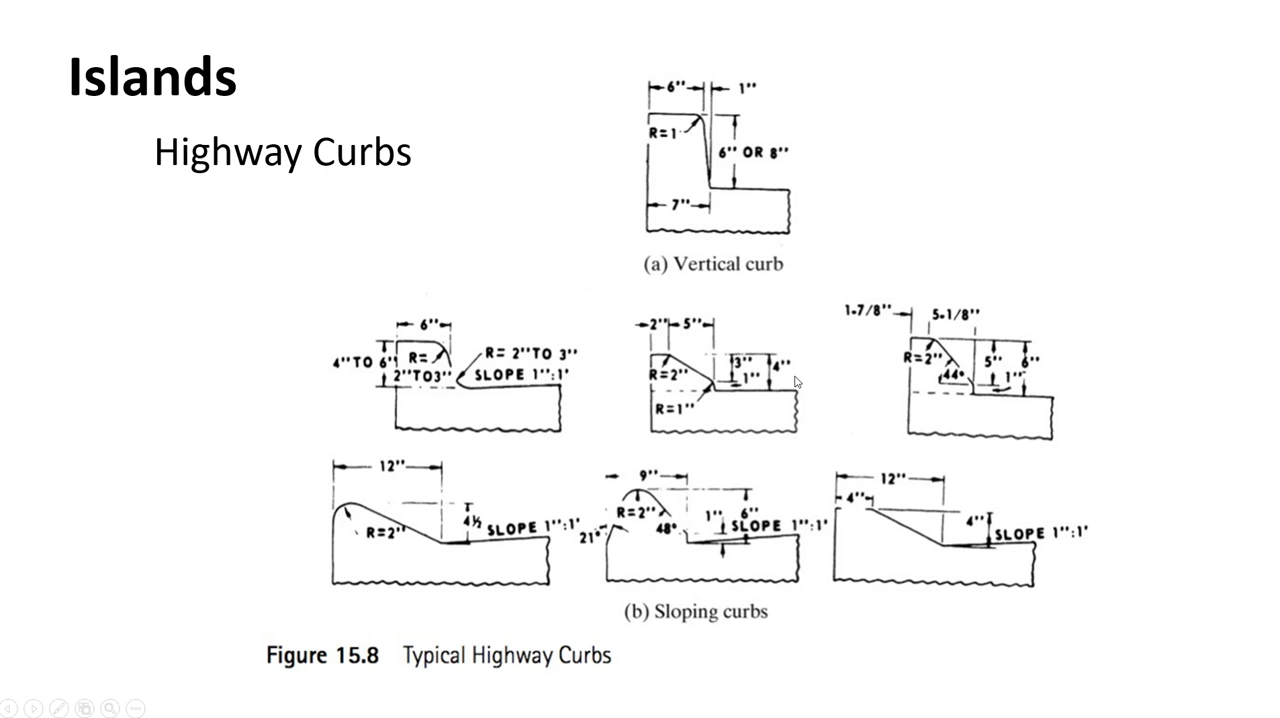 Islands
Highway Curbs
6" 1"
R=1
6" OR 8"
7"
(a) Vertical curb
6"
4" TO 6"
R=
2"TO3"
R= 2"TO 3"
SLOPE 1":1'
2" 5"
R=2"
3" 4"
1"
R=1"
1-7/8" 5-1/8"
R=2"
44°
5" 6"
1"
12"
R=2"
4½
SLOPE 1":1'
9"
R=2"
21°
48°
1" 6"
SLOPE 1":1'
12"
4"
4"
SLOPE 1":1'
(b) Sloping curbs
Figure 15.8 Typical Highway Curbs